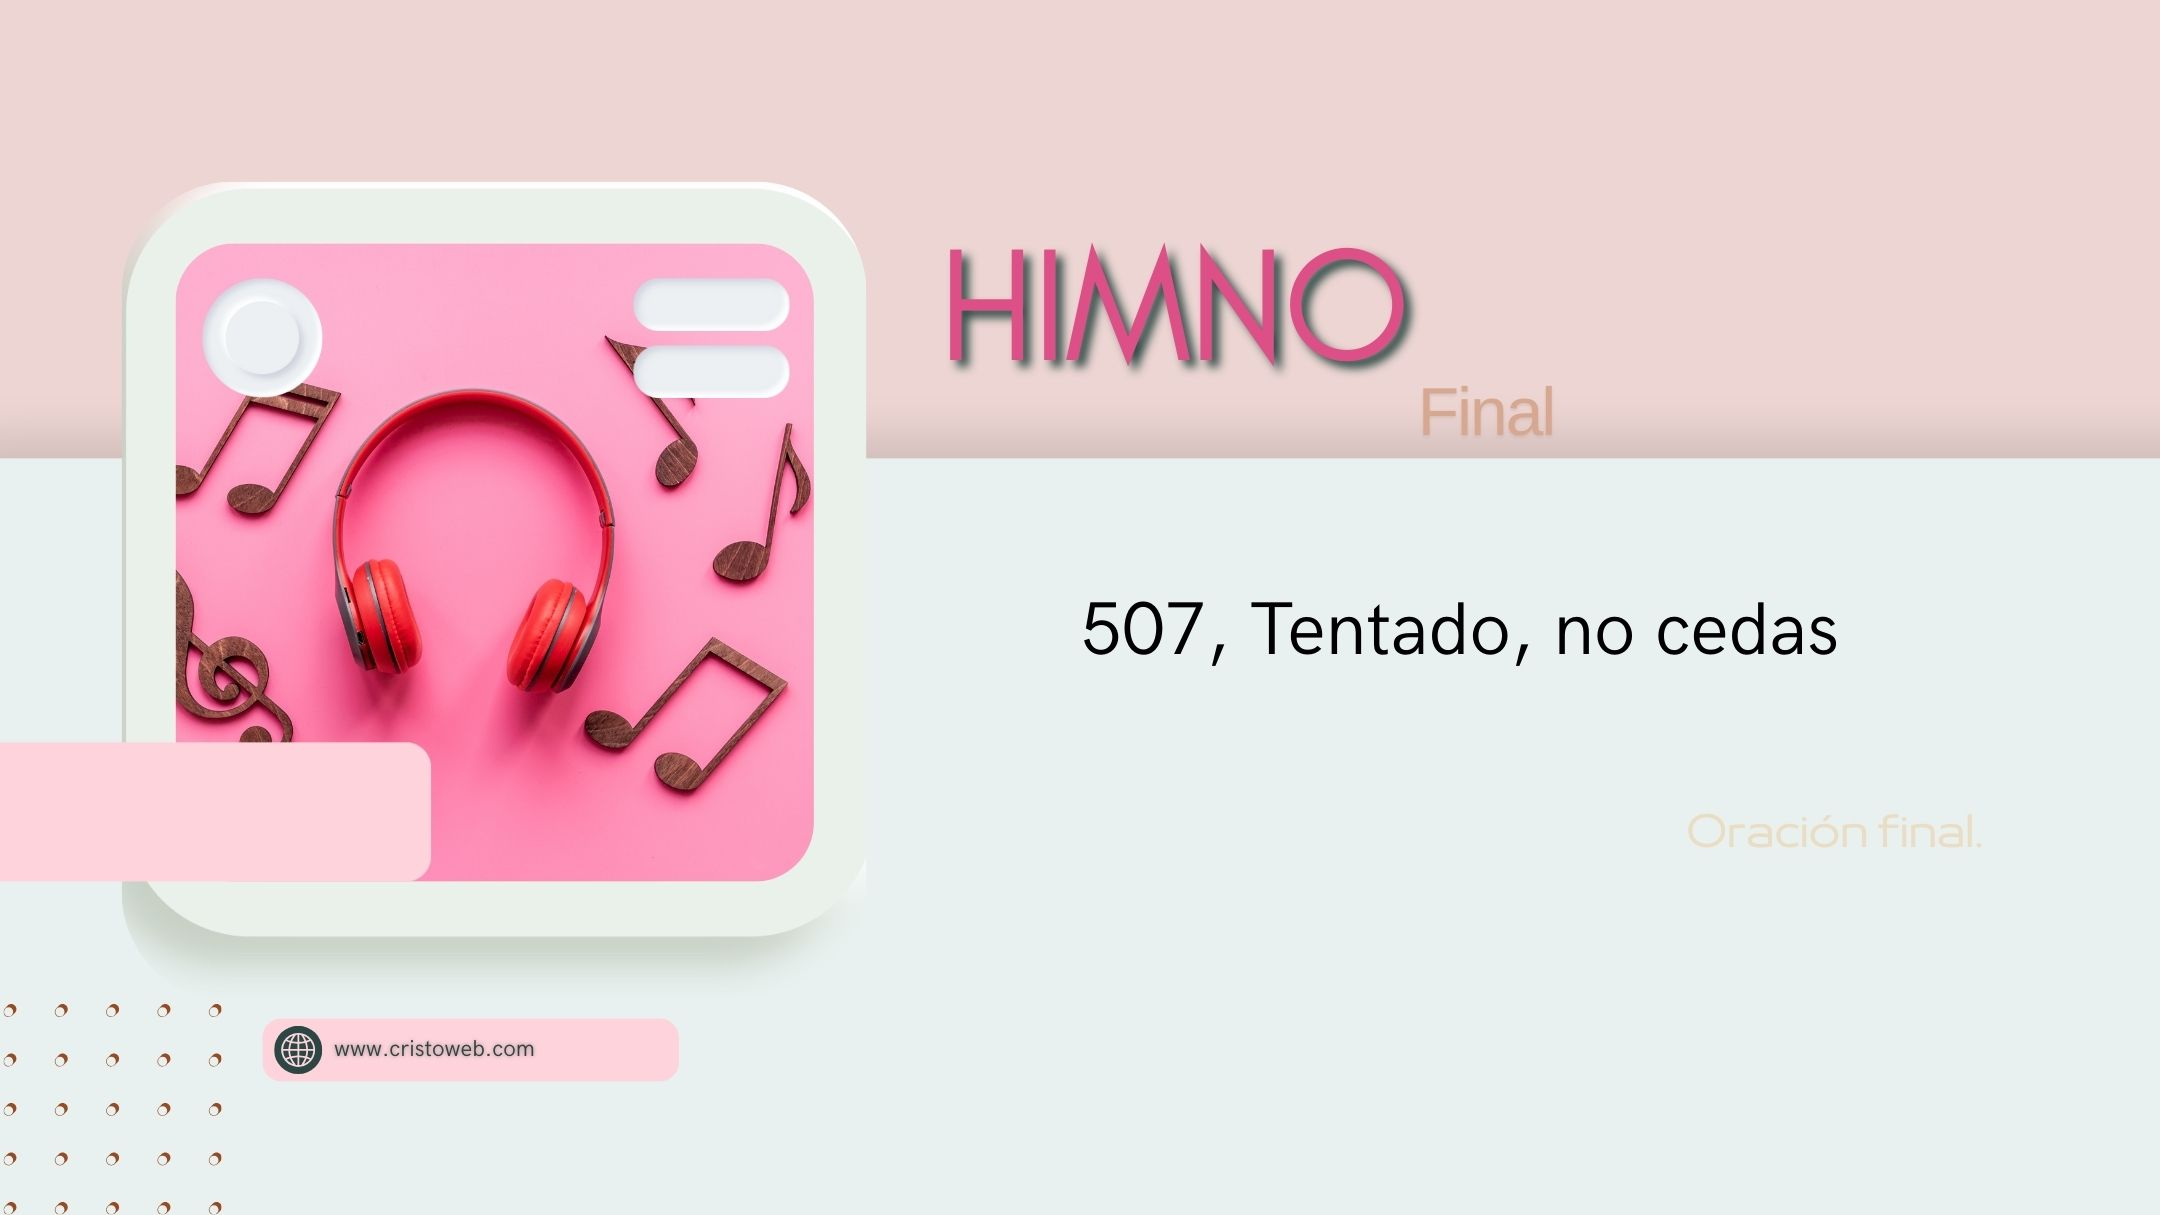 HIMNO
Final
507, Tentado, no cedas
Oración final.
www.cristoweb.com